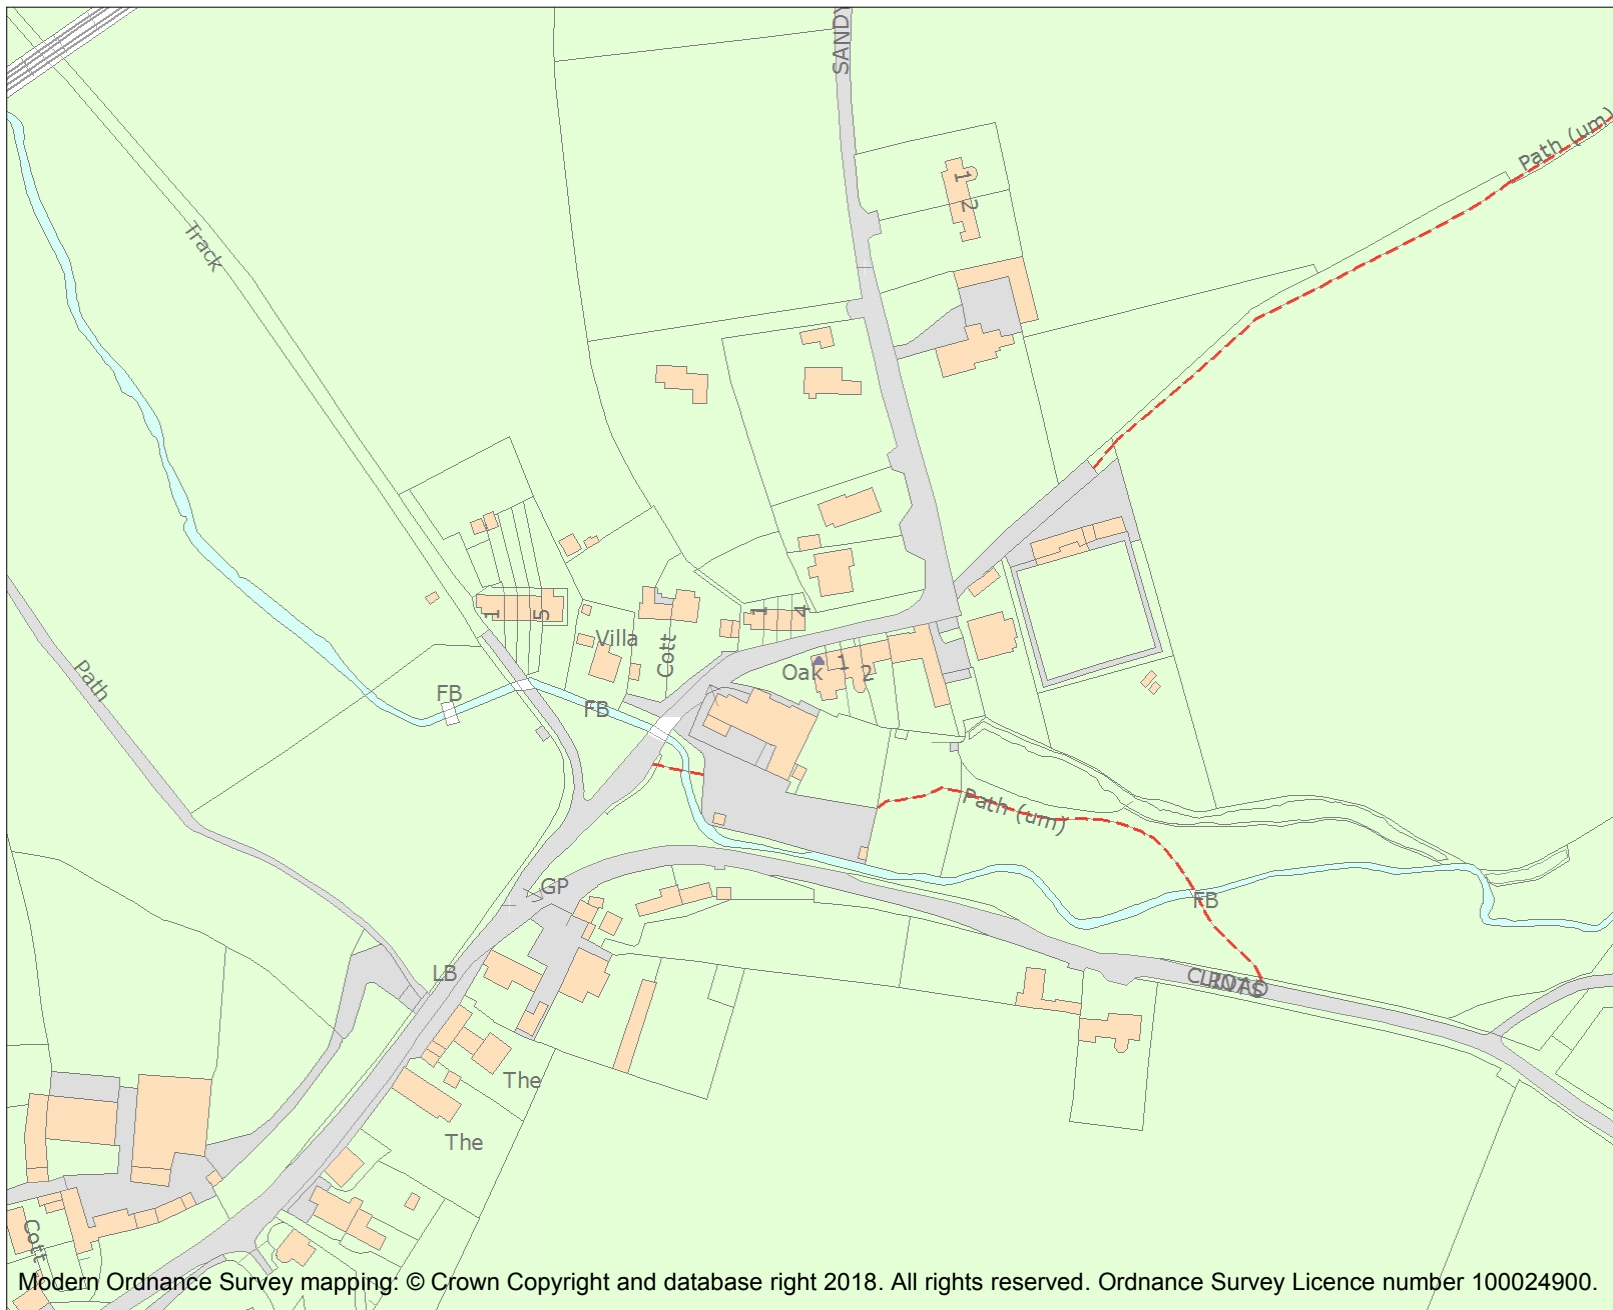 SANDY
Path (um)
1
2
Track
1
5
Villa
Cott
1
4
Oak
1
2
Path
FB
FB
Path (um)
GP
FB
LB
ROAD
The
The
Cott
Modern Ordnance Survey mapping: © Crown Copyright and database right 2018. All rights reserved. Ordnance Survey Licence number 100024900.